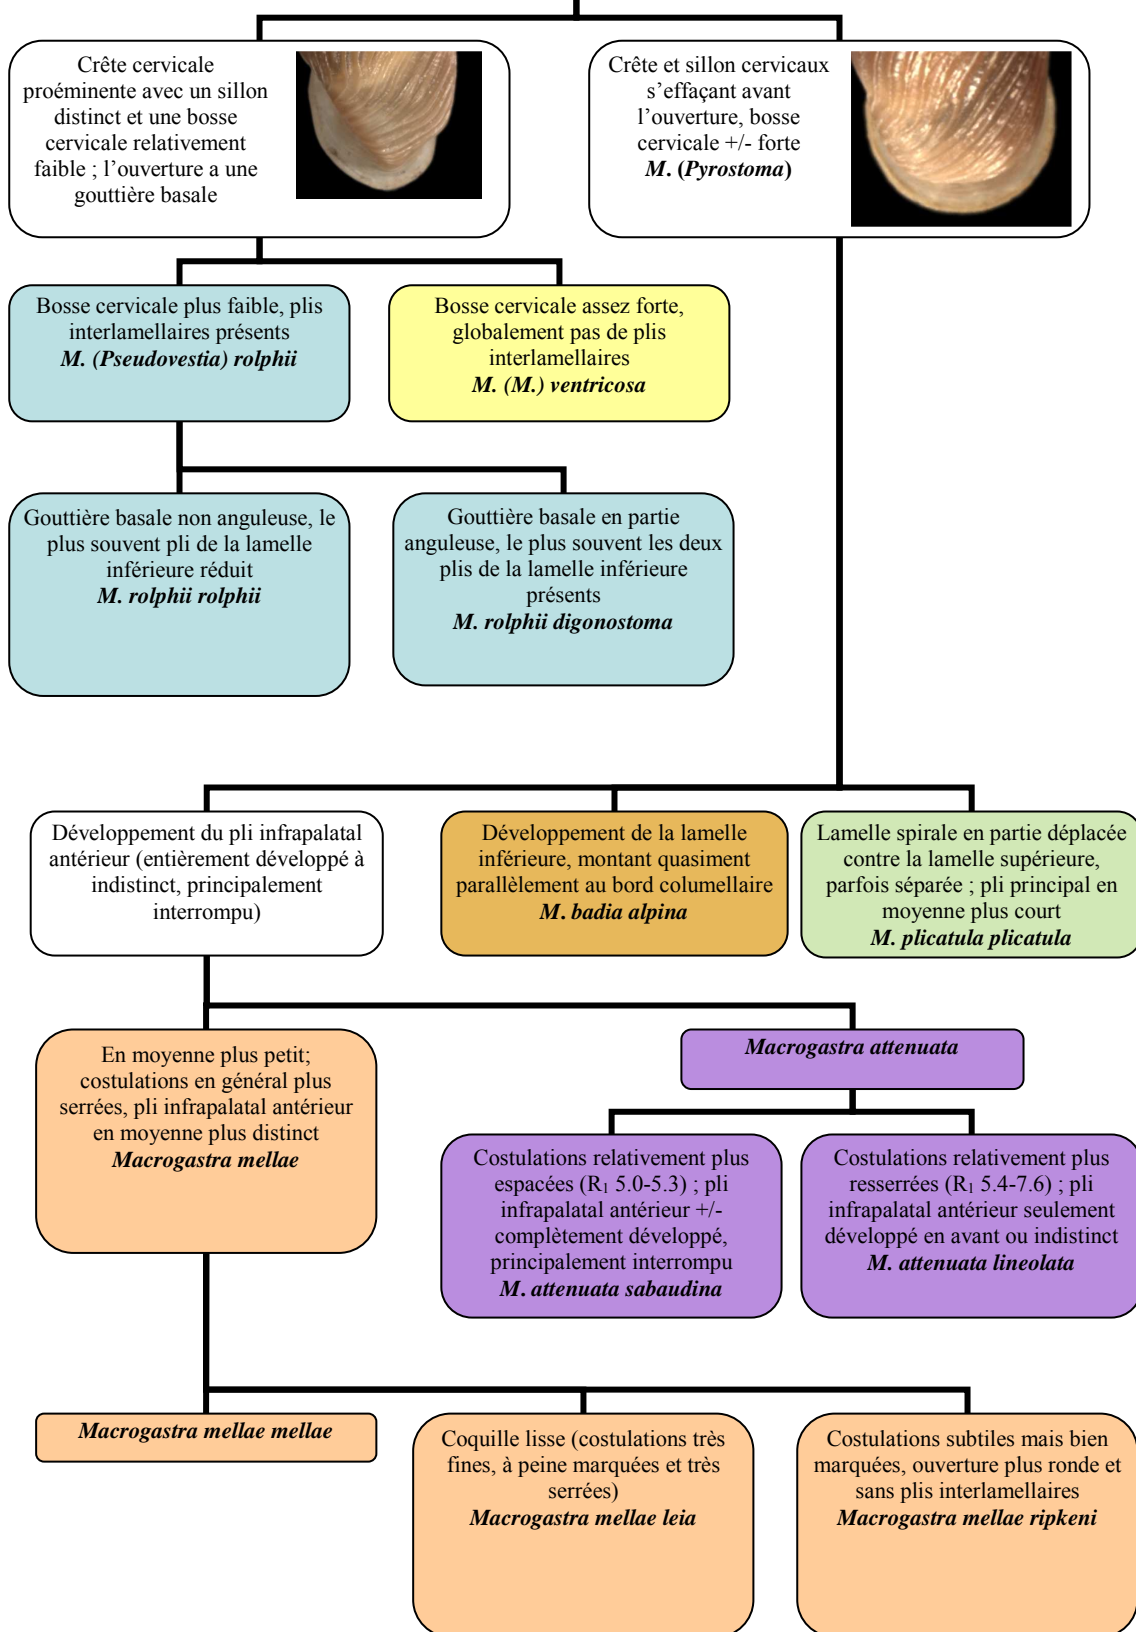 Crête cervicale
proéminente avec un sillon
distinct et une bosse
cervicale relativement
faible ; l’ouverture a une
gouttière basale
Crête et sillon cervicaux
s’effaçant avant
l’ouverture, bosse
cervicale +/- forte
M. (Pyrostoma)
Bosse cervicale plus faible, plis
interlamellaires présents
M. (Pseudovestia) rolphii
Bosse cervicale assez forte,
globalement pas de plis
interlamellaires
M. (M.) ventricosa
Gouttière basale non anguleuse, le
plus souvent pli de la lamelle
inférieure réduit
M. rolphii rolphii
Gouttière basale en partie
anguleuse, le plus souvent les deux
plis de la lamelle inférieure
présents
M. rolphii digonostoma
Développement du pli infrapalatal
antérieur (entièrement développé à
indistinct, principalement
interrompu)
Développement de la lamelle
inférieure, montant quasiment
parallèlement au bord columellaire
M. badia alpina
Lamelle spirale en partie déplacée
contre la lamelle supérieure,
parfois séparée ; pli principal en
moyenne plus court
M. plicatula plicatula
En moyenne plus petit;
costulations en général plus
serrées, pli infrapalatal antérieur
en moyenne plus distinct
Macrogastra mellae
Macrogastra attenuata
Costulations relativement plus
espacées (R₁ 5.0-5.3) ; pli
infrapalatal antérieur +/-
complètement développé,
principalement interrompu
M. attenuata sabaudina
Costulations relativement plus
resserrées (R₁ 5.4-7.6) ; pli
infrapalatal antérieur seulement
développé en avant ou indistinct
M. attenuata lineolata
Macrogastra mellae mellae
Coquille lisse (costulations très
fines, à peine marquées et très
serrées)
Macrogastra mellae leia
Costulations subtiles mais bien
marquées, ouverture plus ronde et
sans plis interlamellaires
Macrogastra mellae ripkeni